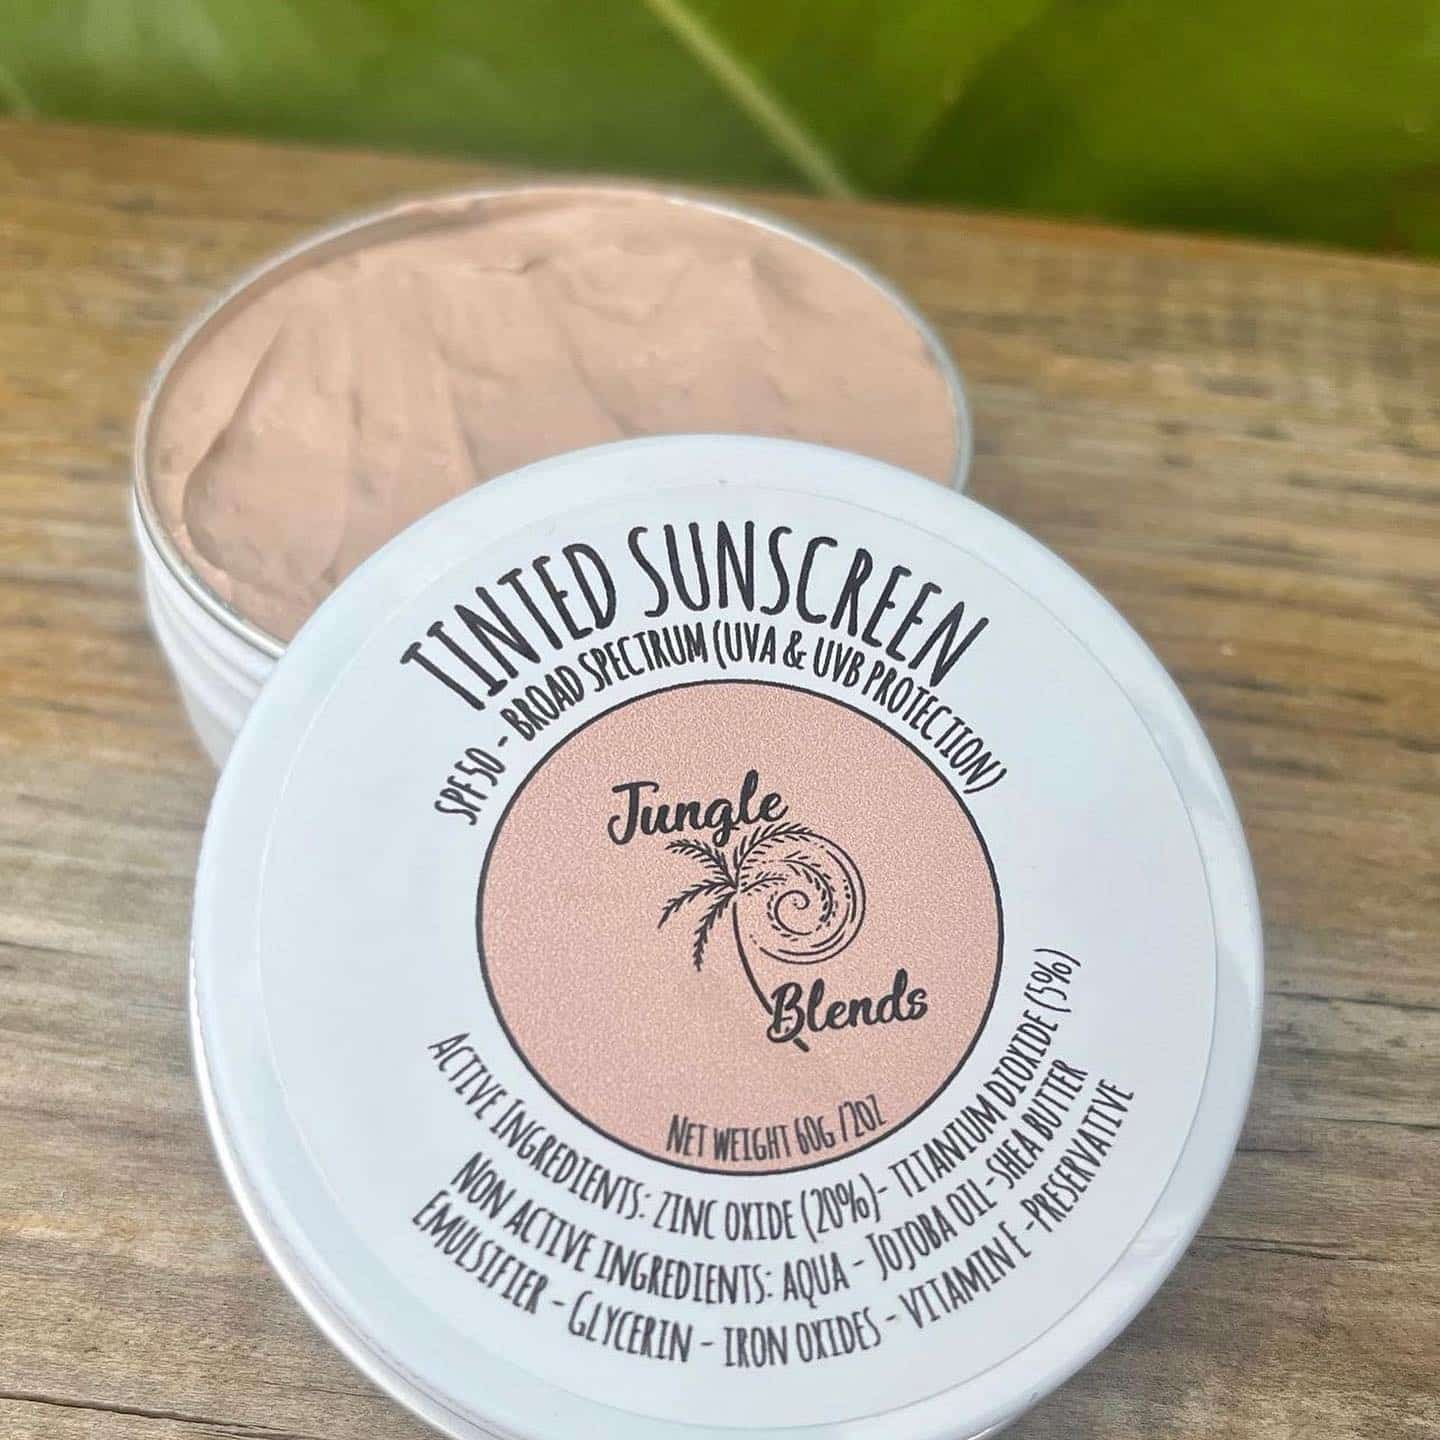 TINTED SUNSCREEN
SPF50 - BROAD SPECTRUM (UVA & UVB PROTECTION)
Jungle
Blends
NET WEIGHT 60G /2OZ
ACTIVE INGREDIENTS: ZINC OXIDE (20%)- TITANIUM DIOXIDE (5%)
NON ACTIVE INGREDIENTS: AQUA - JOJOBA OIL -SHEA BUTTER
EMULSIFIER - GLYCERIN - IRON OXIDES - VITAMIN E -PRESERVATIVE